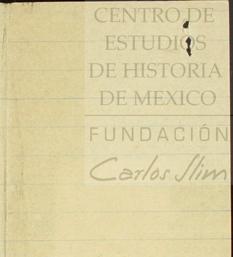 CENTRO DE
ESTUDIOS
DE HISTORIA
DE MEXICO
FUNDACIÓN
Carlos Slim